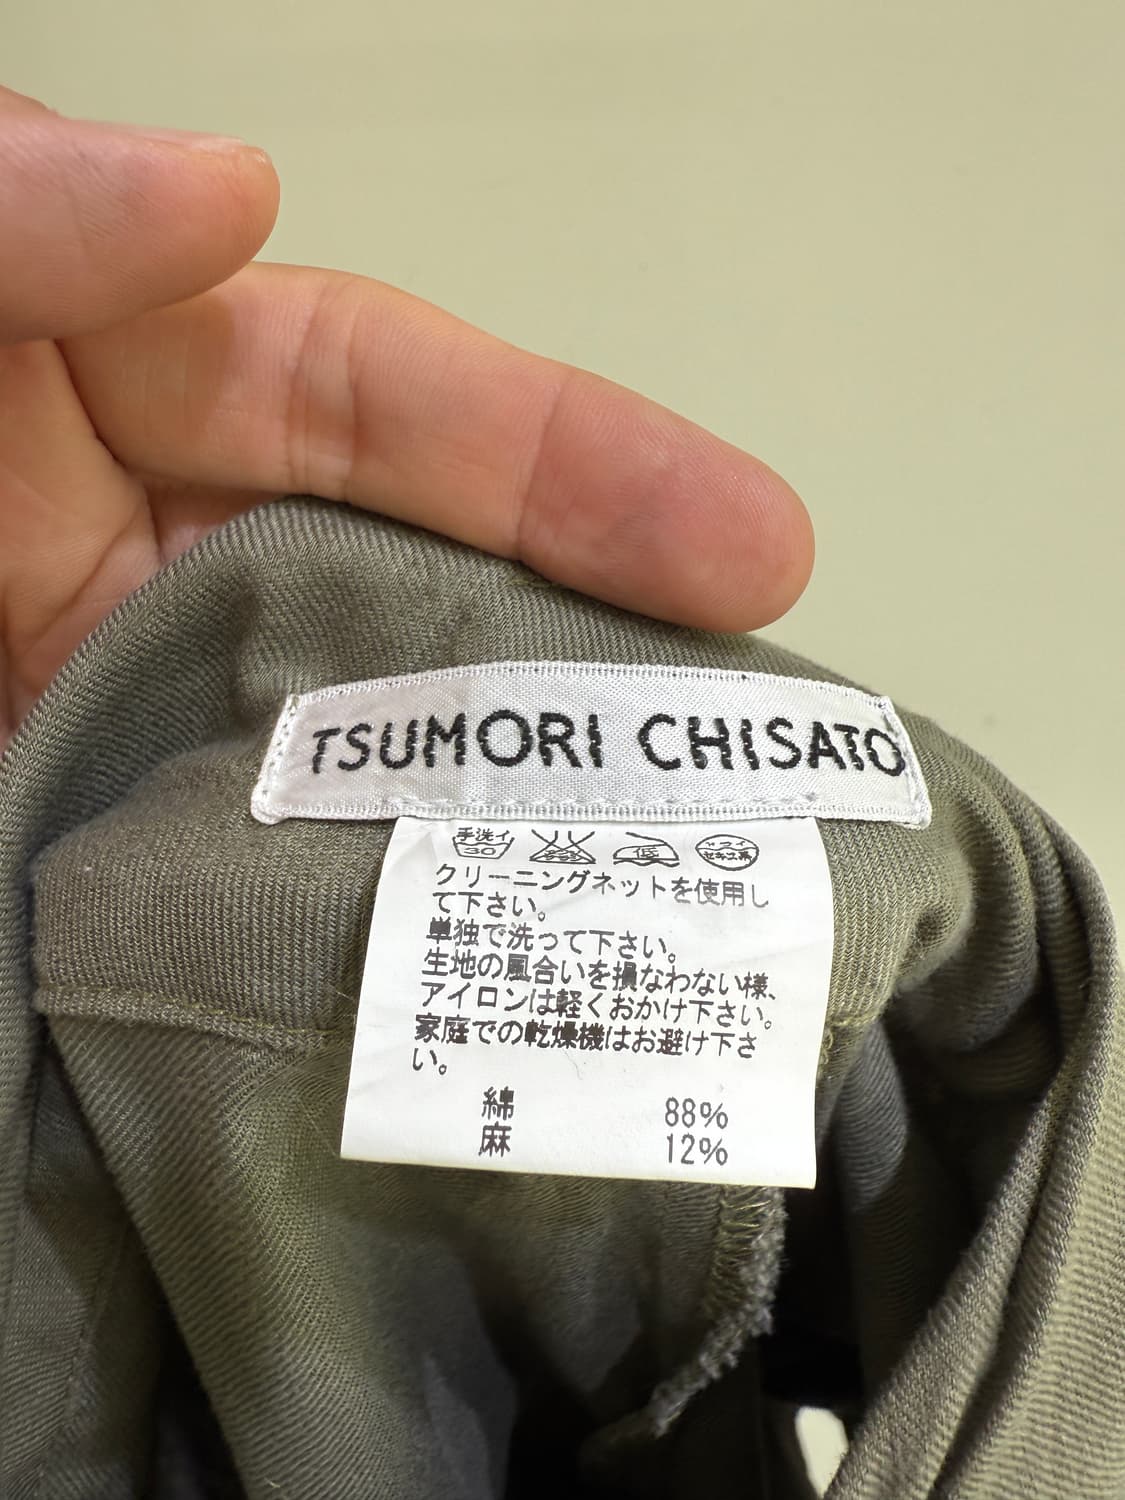 TSUMORI CHISATO
手洗イ
30
低
セキユ系
クリーニングネットを使用し
て下さい。
単独で洗って下さい。
生地の風合いを損なわない様、
アイロンは軽くおかけ下さい。
家庭での乾燥機はお避け下さ
い。
綿 88%
麻 12%